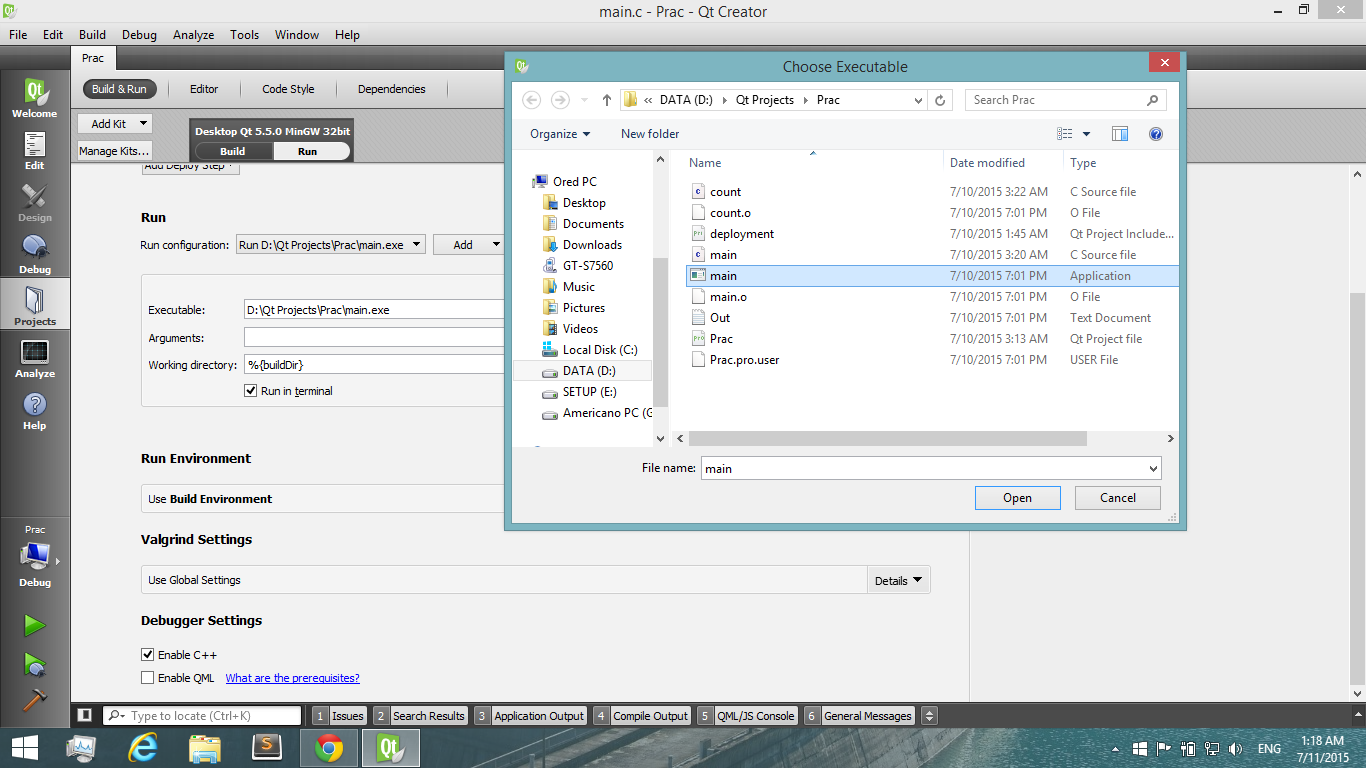 main.c - Prac - Qt Creator
File Edit Build Debug Analyze Tools Window Help
Prac
Build & Run Editor Code Style Dependencies
Add Kit
Manage Kits...
Desktop Qt 5.5.0 MinGW 32bit
Build Run
Qt
Welcome
Edit
Design
Debug
Projects
Analyze
Help
Prac
Debug
Add Deploy Step
Run
Run configuration: Run D:\Qt Projects\Prac\main.exe Add
Executable: D:\Qt Projects\Prac\main.exe
Arguments:
Working directory: %{buildDir}
Run in terminal
Run Environment
Use Build Environment
Valgrind Settings
Use Global Settings Details
Debugger Settings
Enable C++
Enable QML What are the prerequisites?
Choose Executable
« DATA (D:) Qt Projects Prac Search Prac
Organize New folder
Ored PC
Desktop
Documents
Downloads
GT-S7560
Music
Pictures
Videos
Local Disk (C:)
DATA (D:)
SETUP (E:)
Americano PC (G
Name Date modified Type
count 7/10/2015 3:22 AM C Source file
count.o 7/10/2015 7:01 PM O File
deployment 7/10/2015 1:45 AM Qt Project Include...
main 7/10/2015 3:20 AM C Source file
main 7/10/2015 7:01 PM Application
main.o 7/10/2015 7:01 PM O File
Out 7/10/2015 7:01 PM Text Document
Prac 7/10/2015 3:13 AM Qt Project file
Prac.pro.user 7/10/2015 7:01 PM USER File
File name: main
Open Cancel
Type to locate (Ctrl+K) 1 Issues 2 Search Results 3 Application Output 4 Compile Output 5 QML/JS Console 6 General Messages
ENG
1:18 AM
7/11/2015